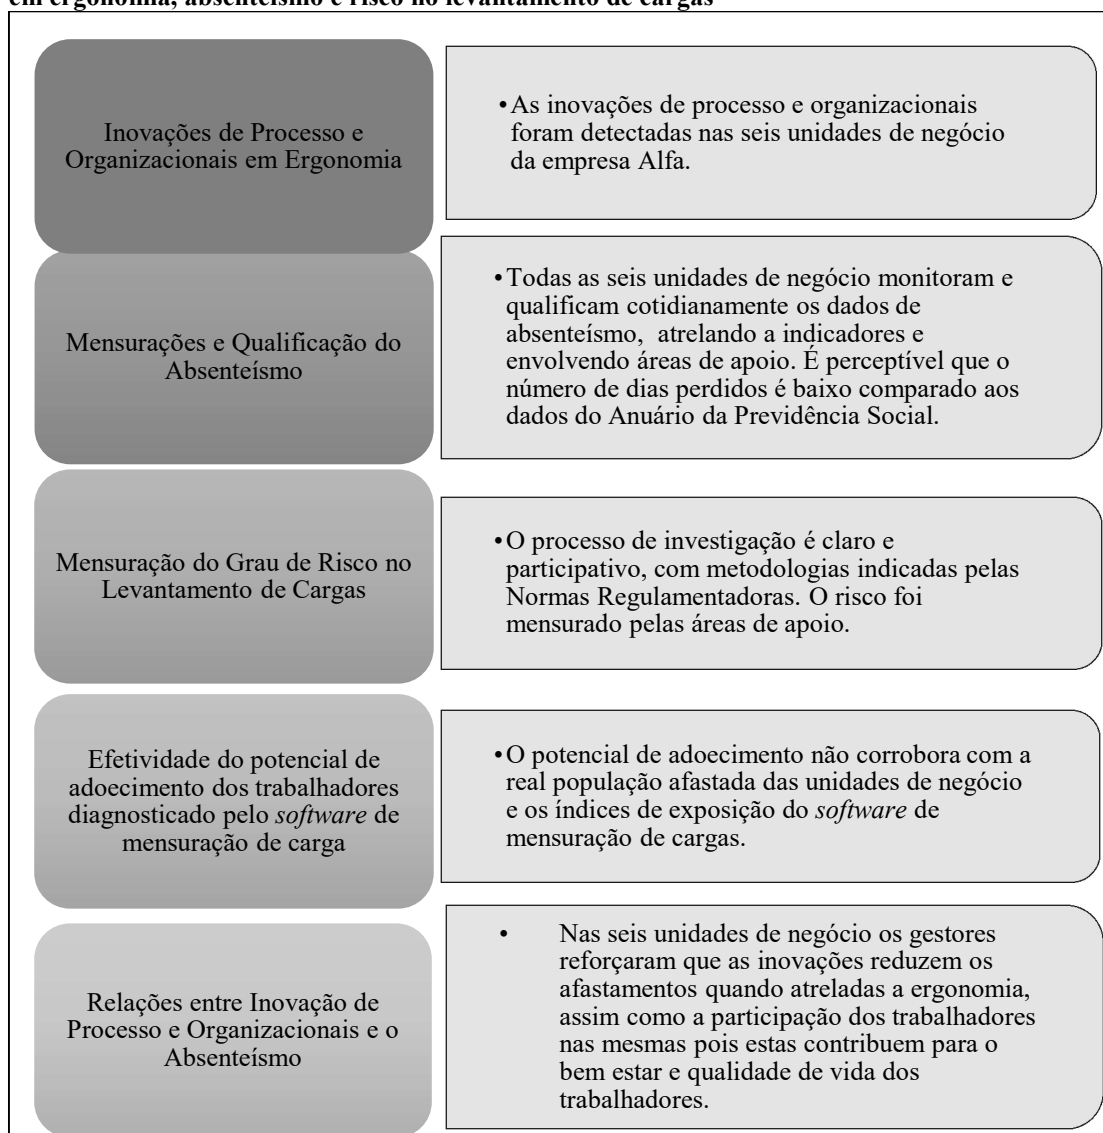 em ergonomia, absenteísmo e risco no levantamento de cargas
Inovações de Processo e
Organizacionais em Ergonomia
•As inovações de processo e organizacionais
foram detectadas nas seis unidades de negócio
da empresa Alfa.
Mensurações e Qualificação do
Absenteísmo
•Todas as seis unidades de negócio monitoram e
qualificam cotidianamente os dados de
absenteísmo, atrelando a indicadores e
envolvendo áreas de apoio. É perceptível que o
número de dias perdidos é baixo comparado aos
dados do Anuário da Previdência Social.
Mensuração do Grau de Risco no
Levantamento de Cargas
•O processo de investigação é claro e
participativo, com metodologias indicadas pelas
Normas Regulamentadoras. O risco foi
mensurado pelas áreas de apoio.
Efetividade do potencial de
adoecimento dos trabalhadores
diagnosticado pelo software de
mensuração de carga
•O potencial de adoecimento não corrobora com a
real população afastada das unidades de negócio
e os índices de exposição do software de
mensuração de cargas.
Relações entre Inovação de
Processo e Organizacionais e o
Absenteísmo
• Nas seis unidades de negócio os gestores
reforçaram que as inovações reduzem os
afastamentos quando atreladas a ergonomia,
assim como a participação dos trabalhadores
nas mesmas pois estas contribuem para o
bem estar e qualidade de vida dos
trabalhadores.